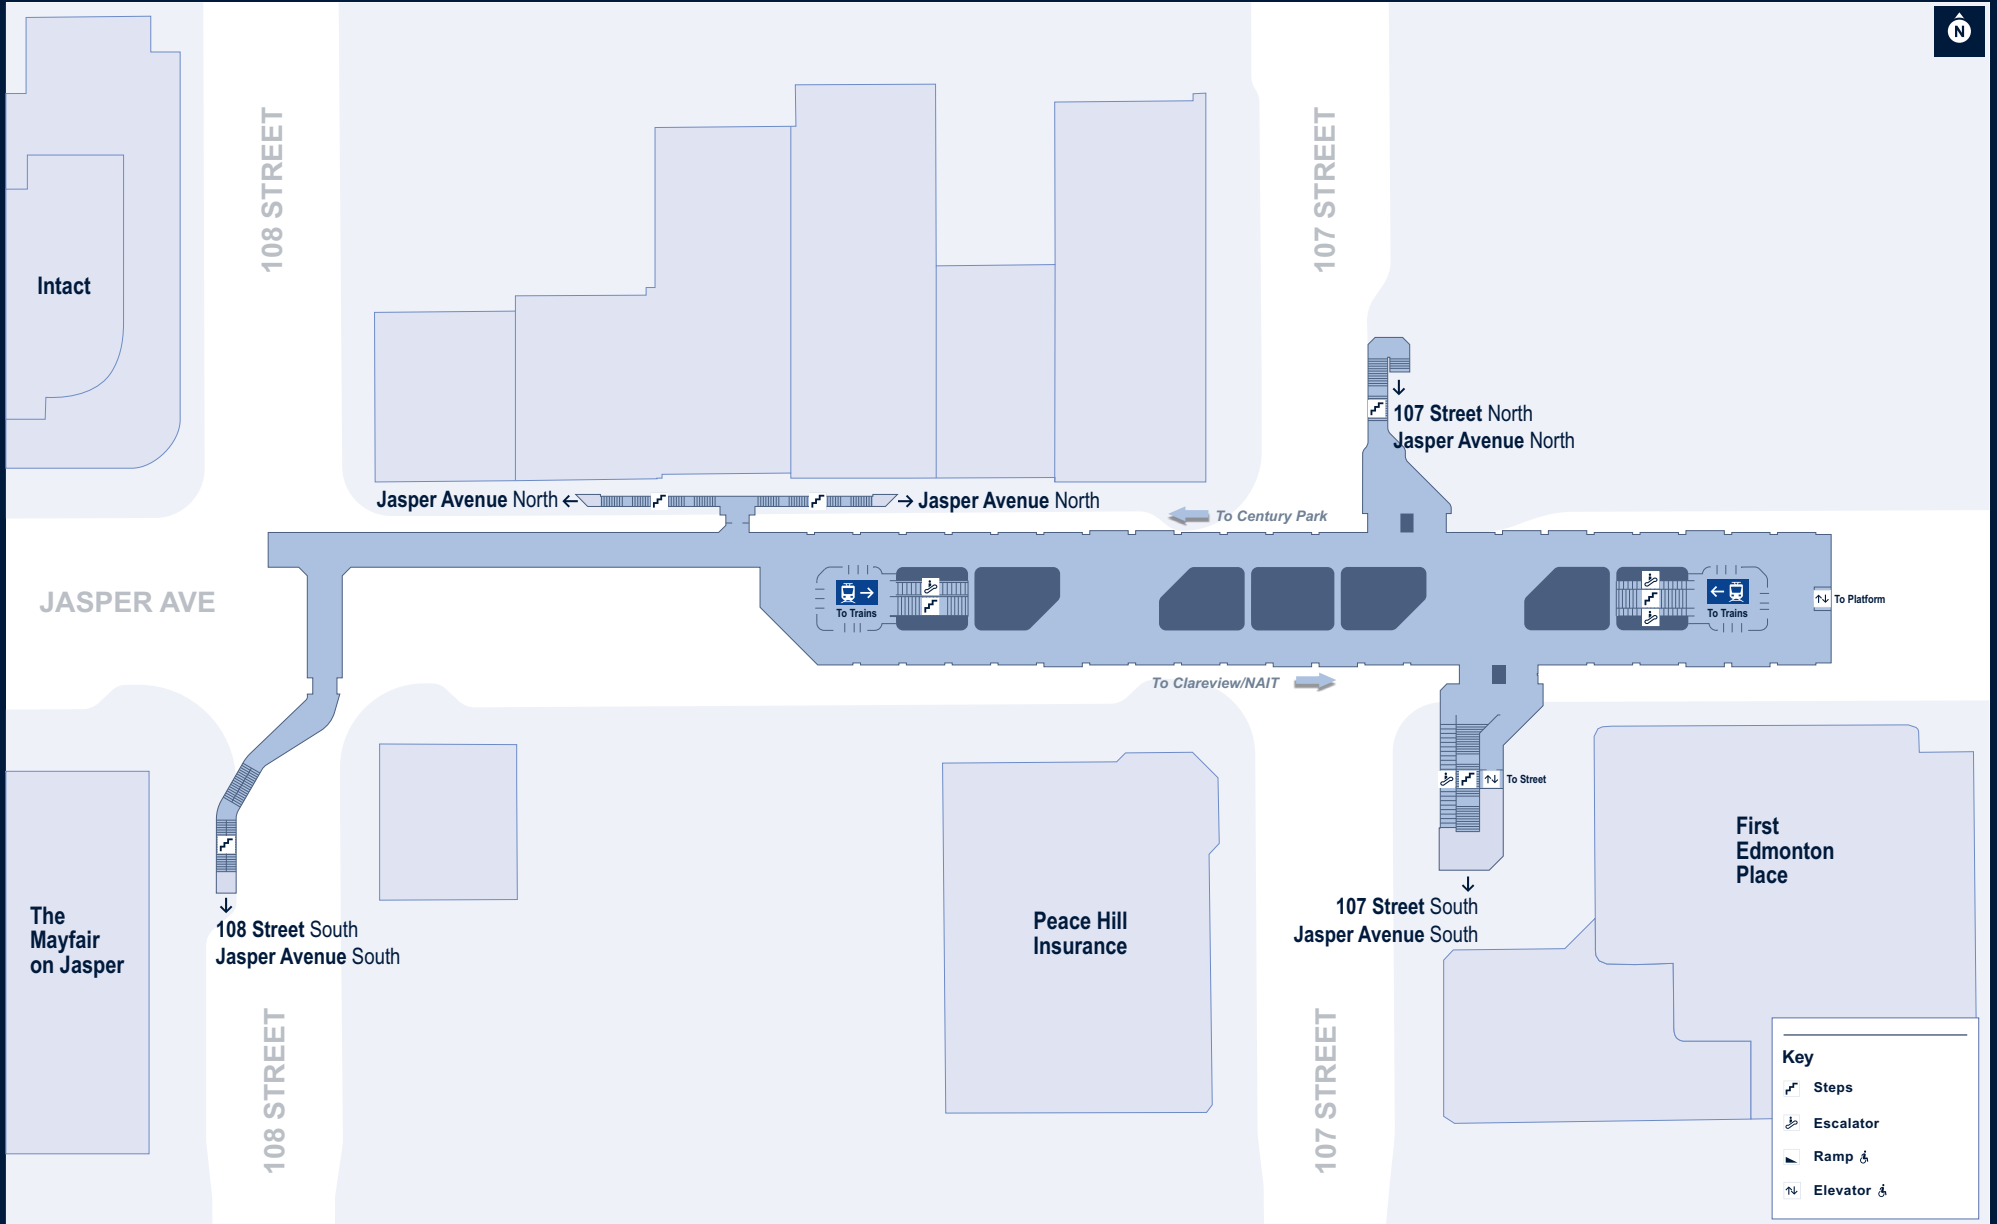 N
108 STREET
107 STREET
Intact
107 Street North
Jasper Avenue North
Jasper Avenue North
Jasper Avenue North
To Century Park
JASPER AVE
To Trains
To Trains
To Platform
To Clareview/NAIT
To Street
First
Edmonton
Place
The
Mayfair
on Jasper
108 Street South
Jasper Avenue South
Peace Hill
Insurance
107 Street South
Jasper Avenue South
108 STREET
107 STREET
Key
Steps
Escalator
Ramp
Elevator